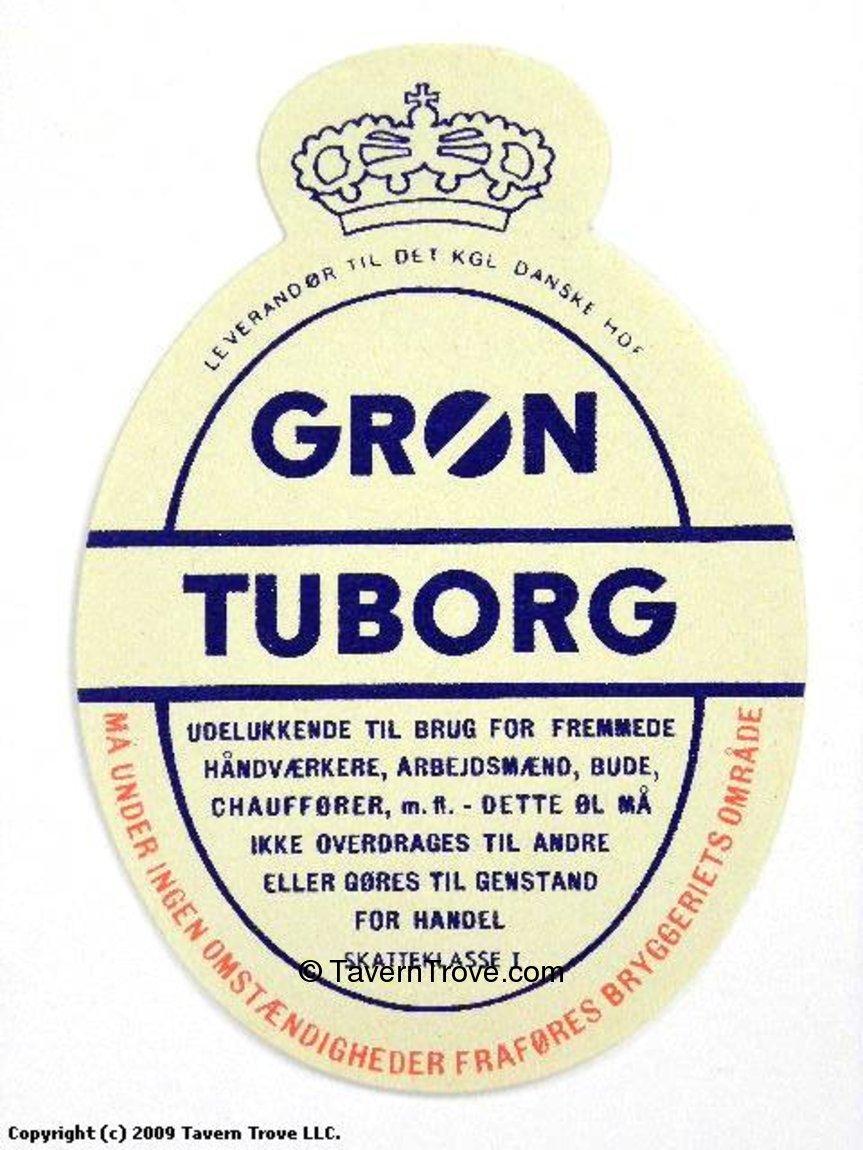 LEVERANDØR TIL DET KGL DANSKE HOF
GRØN
TUBORG
UDELUKKENDE TIL BRUG FOR FREMMEDE
HÅNDVÆRKERE, ARBEJDSMÆND, BUDE,
CHAUFFØRER, m. fl. - DETTE ØL MÅ
IKKE OVERDRAGES TIL ANDRE
ELLER GØRES TIL GENSTAND
FOR HANDEL
SKATTEKLASSE I
© TavernTrove.com
MÅ UNDER INGEN OMSTÆNDIGHEDER FRAFØRES BRYGGERIETS OMRÅDE
Copyright (c) 2009 Tavern Trove LLC.